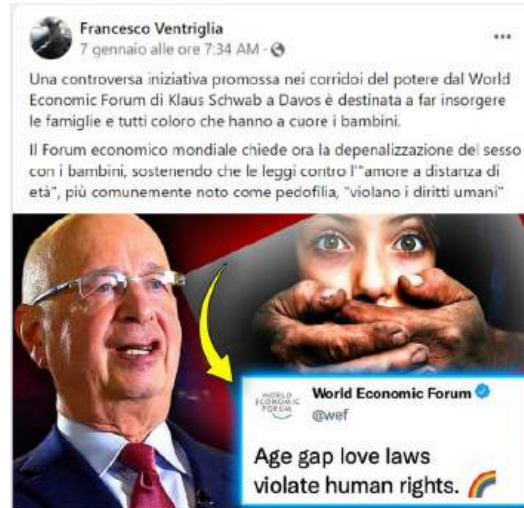 Francesco Ventriglia
7 gennaio alle ore 7:34 AM ·
Una controversa iniziativa promossa nei corridoi del potere dal World
Economic Forum di Klaus Schwab a Davos è destinata a far insorgere
le famiglie e tutti coloro che hanno a cuore i bambini.
Il Forum economico mondiale chiede ora la depenalizzazione del sesso
con i bambini, sostenendo che le leggi contro l'"amore a distanza di
età", più comunemente noto come pedofilia, "violano i diritti umani"
WORLD
ECONOMIC
FORUM
World Economic Forum
@wef
Age gap love laws
violate human rights. 🌈